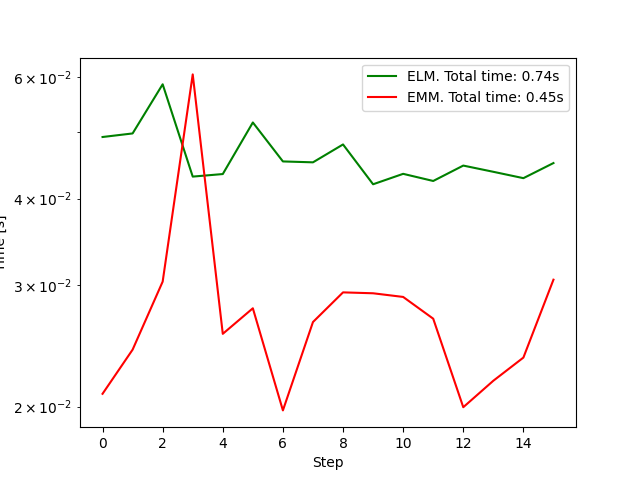 ELM. Total time: 0.74s
EMM. Total time: 0.45s
6 × 10⁻²
4 × 10⁻²
3 × 10⁻²
2 × 10⁻²
[s]
0 2 4 6 8 10 12 14
Step